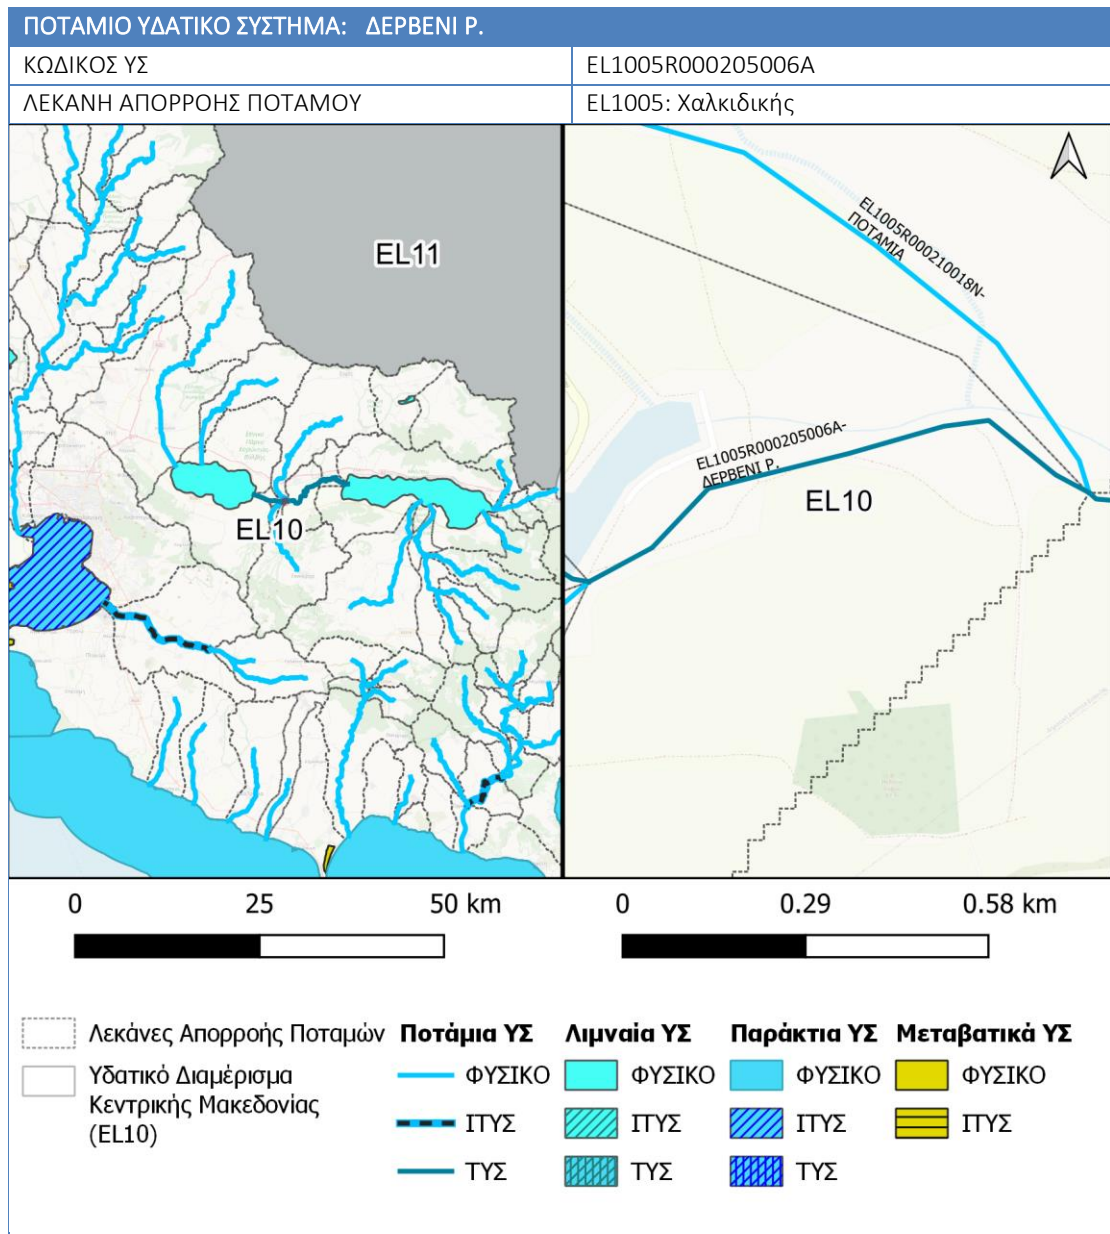 ΠΟΤΑΜΙΟ ΥΔΑΤΙΚΟ ΣΥΣΤΗΜΑ: ΔΕΡΒΕΝΙ Ρ.
ΚΩΔΙΚΟΣ ΥΣ EL1005R000205006A
ΛΕΚΑΝΗ ΑΠΟΡΡΟΗΣ ΠΟΤΑΜΟΥ EL1005: Χαλκιδικής
EL11
EL10
EL1005R000210018N-
ΠΟΤΑΜΙΑ
EL1005R000205006A-
ΔΕΡΒΕΝΙ Ρ.
EL10
0 25 50 km
0 0.29 0.58 km
Λεκάνες Απορροής Ποταμών
Υδατικό Διαμέρισμα
Κεντρικής Μακεδονίας
(EL10)
Ποτάμια ΥΣ
ΦΥΣΙΚΟ
ΙΤΥΣ
ΤΥΣ
Λιμναία ΥΣ
ΦΥΣΙΚΟ
ΙΤΥΣ
ΤΥΣ
Παράκτια ΥΣ
ΦΥΣΙΚΟ
ΙΤΥΣ
ΤΥΣ
Μεταβατικά ΥΣ
ΦΥΣΙΚΟ
ΙΤΥΣ